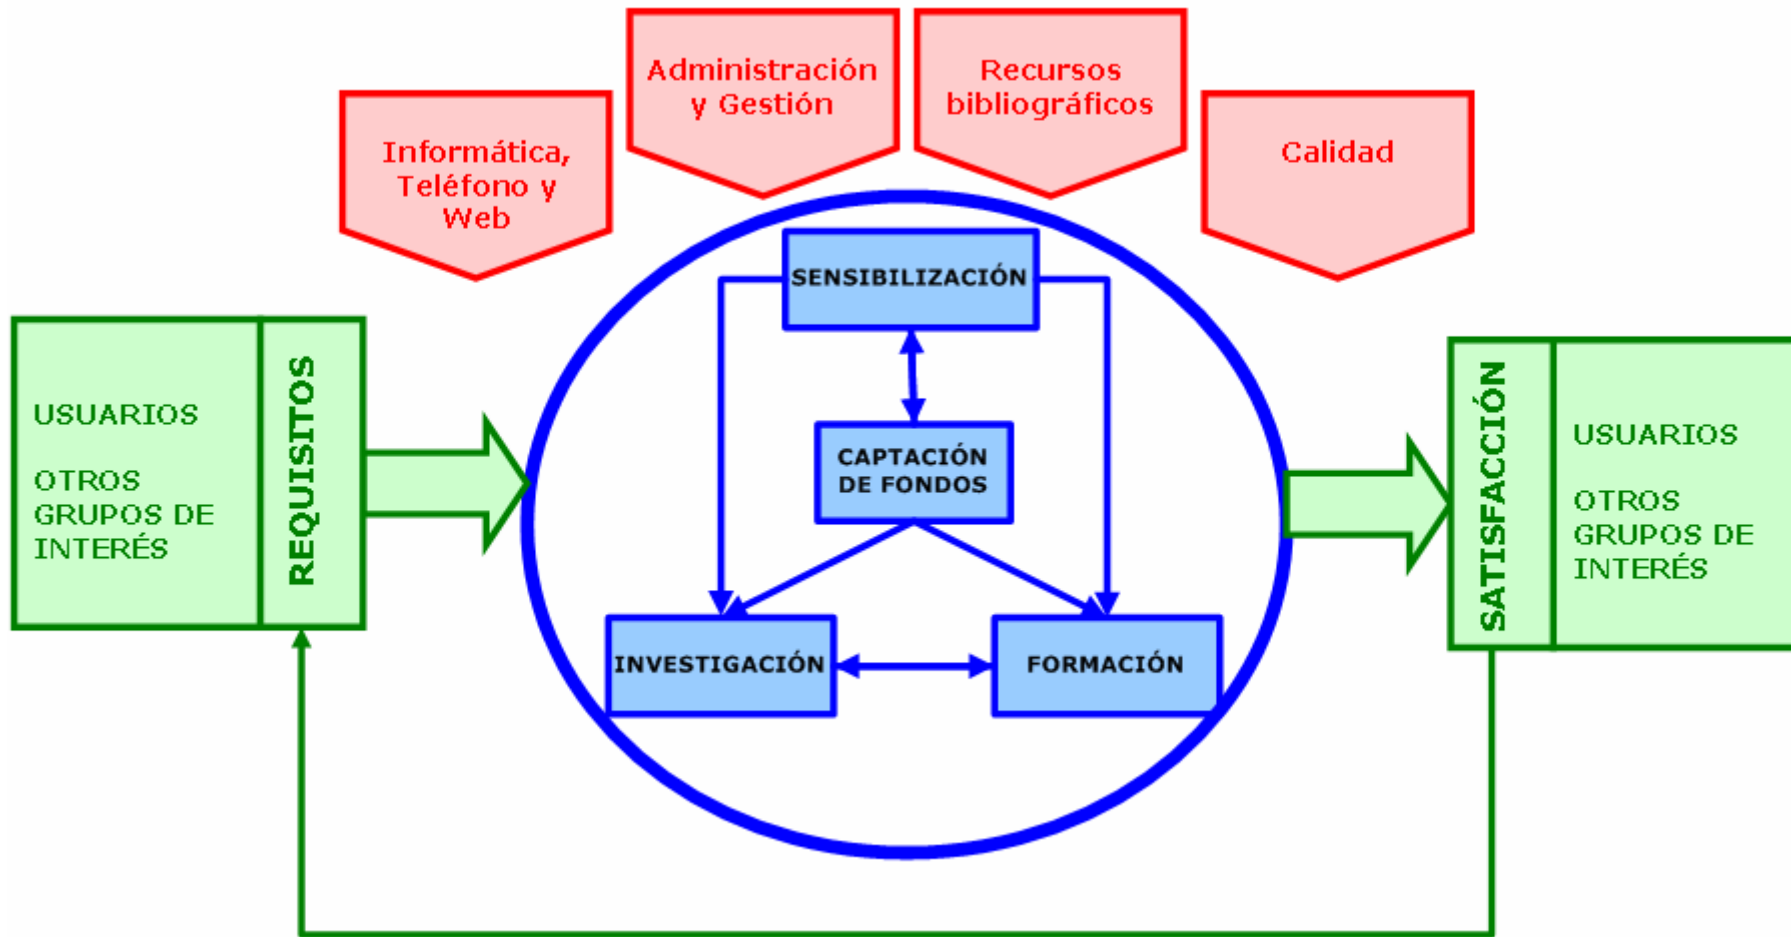 Administración
y Gestión
Recursos
bibliográficos
Informática,
Teléfono y
Web
Calidad
SENSIBILIZACIÓN
CAPTACIÓN
DE FONDOS
INVESTIGACIÓN
FORMACIÓN
USUARIOS
OTROS
GRUPOS DE
INTERÉS
REQUISITOS
SATISFACCIÓN
USUARIOS
OTROS
GRUPOS DE
INTERÉS